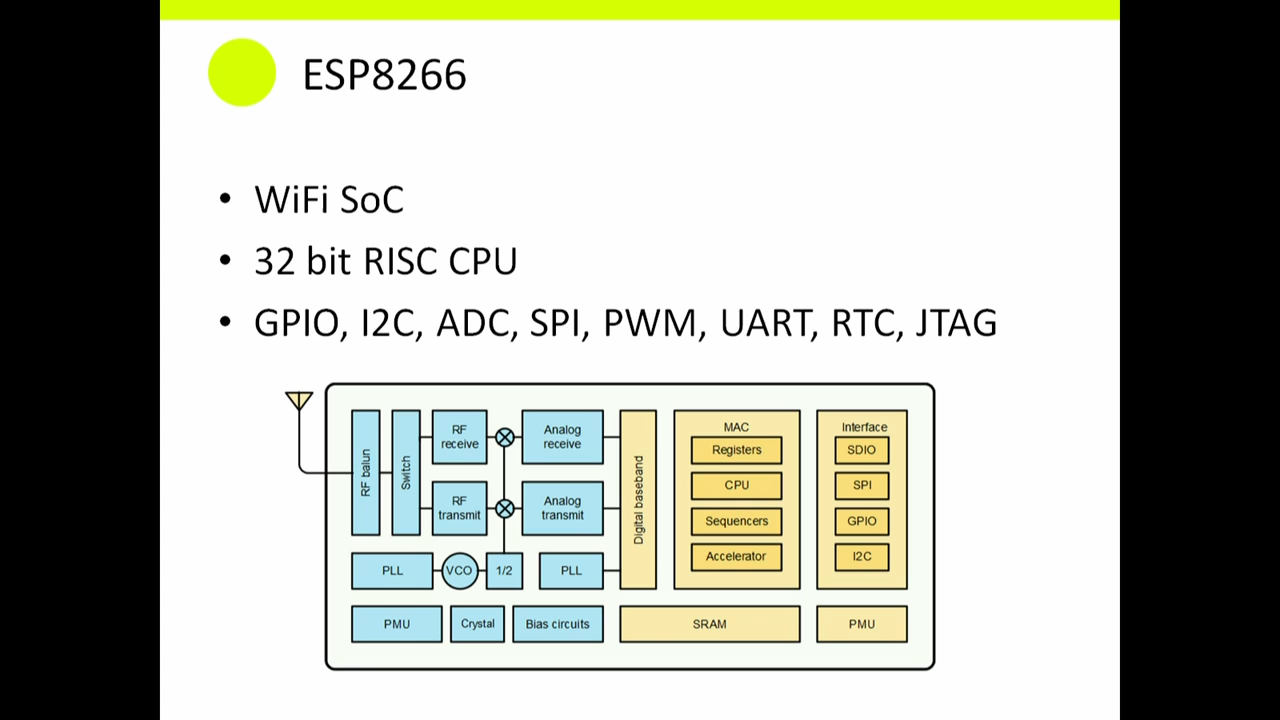 ESP8266
• WiFi SoC
• 32 bit RISC CPU
• GPIO, I2C, ADC, SPI, PWM, UART, RTC, JTAG
RF balun
Switch
RF
receive
RF
transmit
Analog
receive
Analog
transmit
PLL
VCO
1/2
PLL
PMU
Crystal
Bias circuits
Digital baseband
MAC
Registers
CPU
Sequencers
Accelerator
Interface
SDIO
SPI
GPIO
I2C
SRAM
PMU